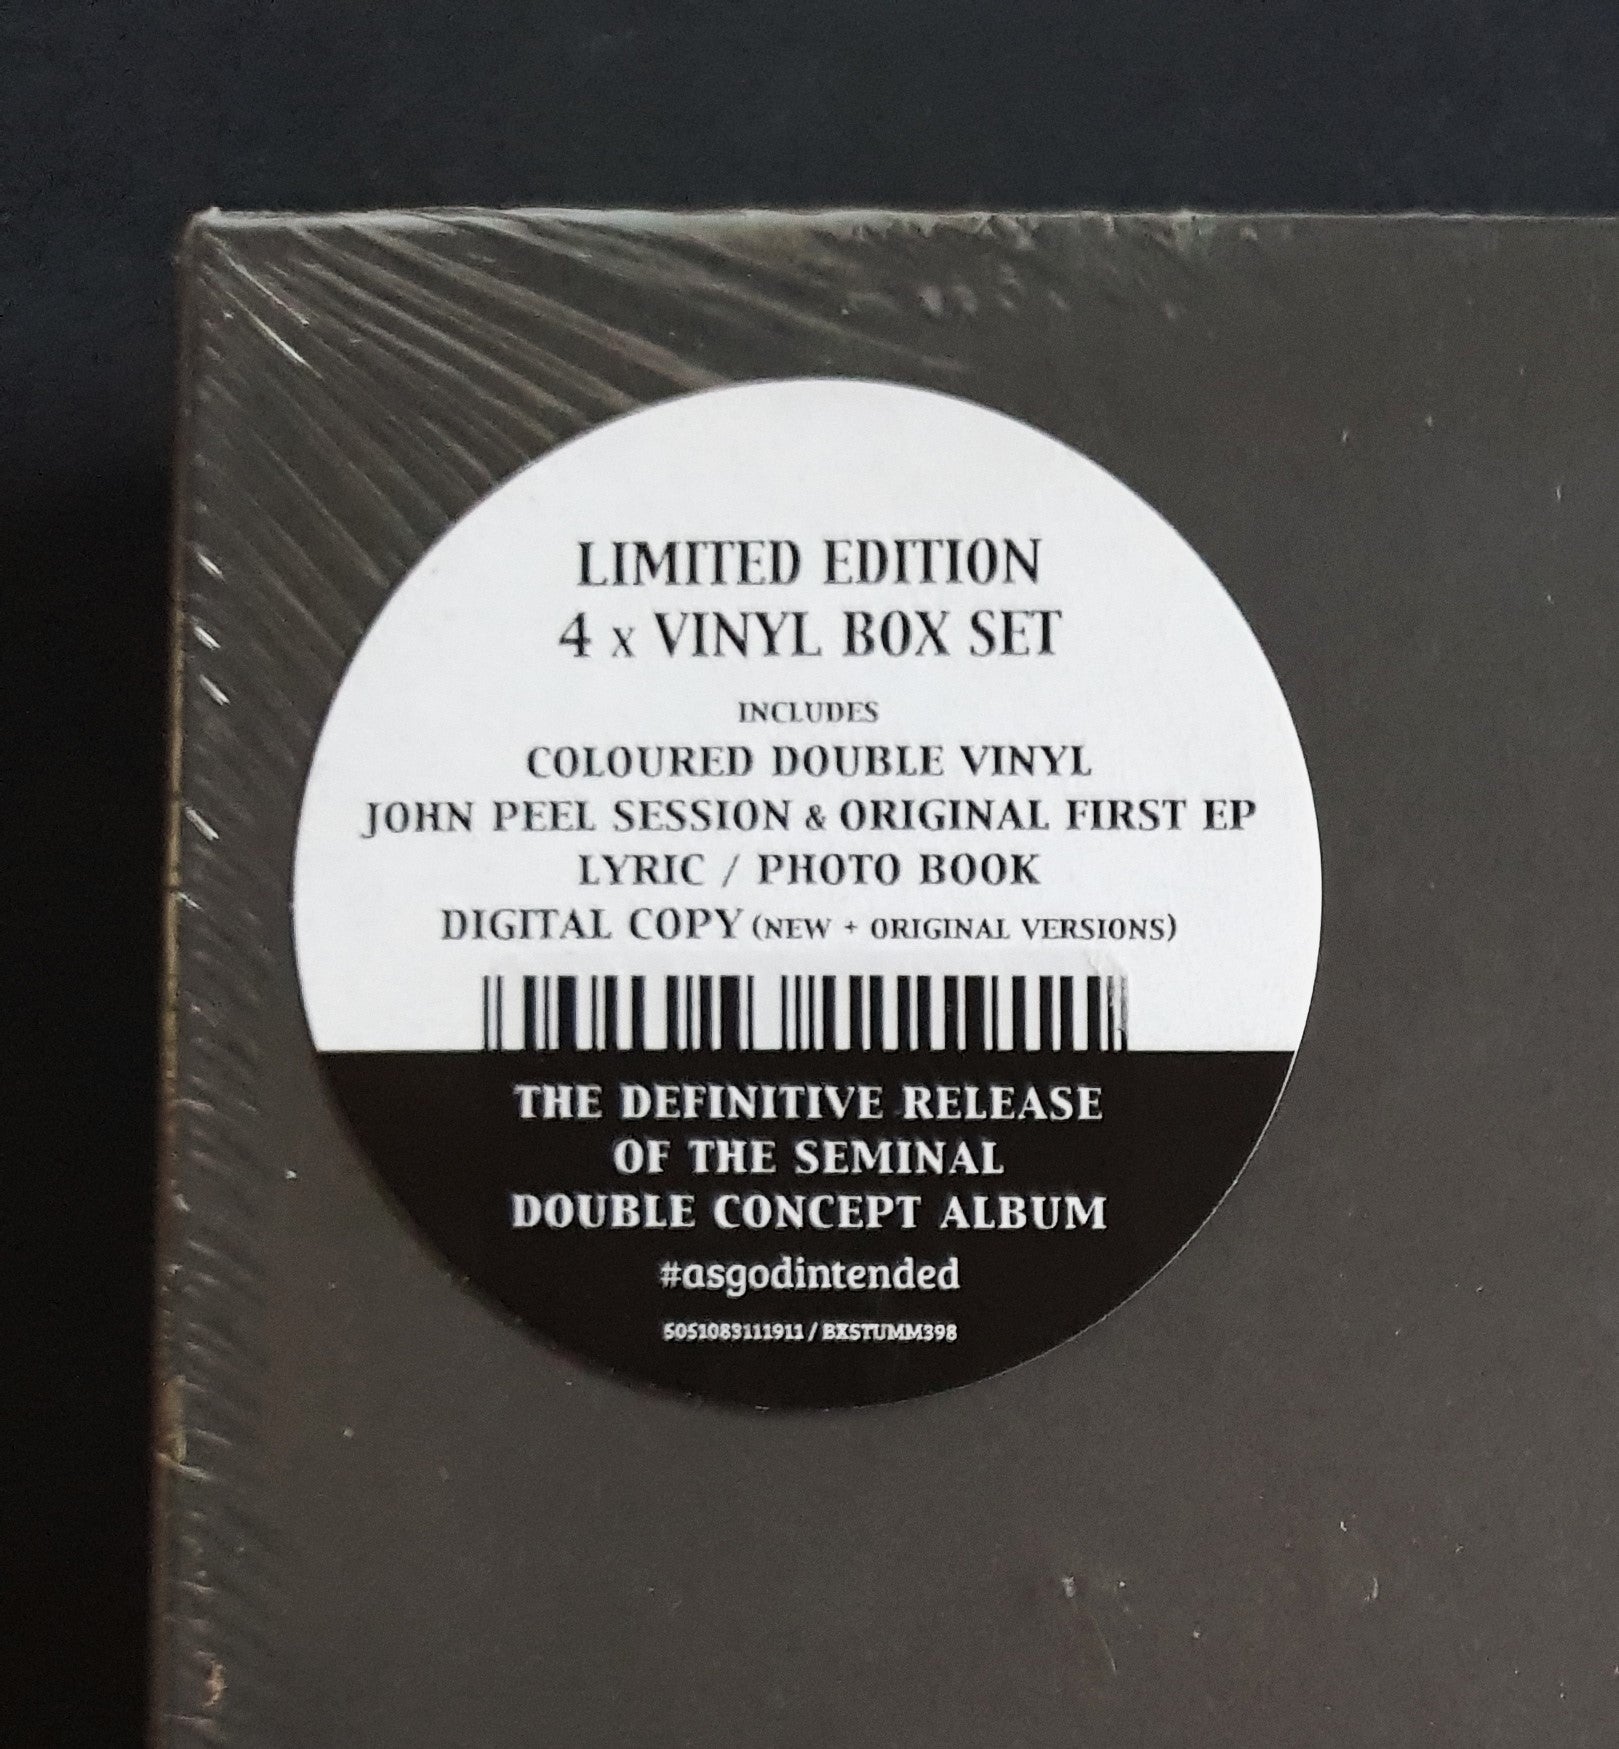 LIMITED EDITION
4 x VINYL BOX SET
INCLUDES
COLOURED DOUBLE VINYL
JOHN PEEL SESSION & ORIGINAL FIRST EP
LYRIC / PHOTO BOOK
DIGITAL COPY (NEW + ORIGINAL VERSIONS)
THE DEFINITIVE RELEASE
OF THE SEMINAL
DOUBLE CONCEPT ALBUM
#asgodintended
5051083111911 / BXSTUMM398